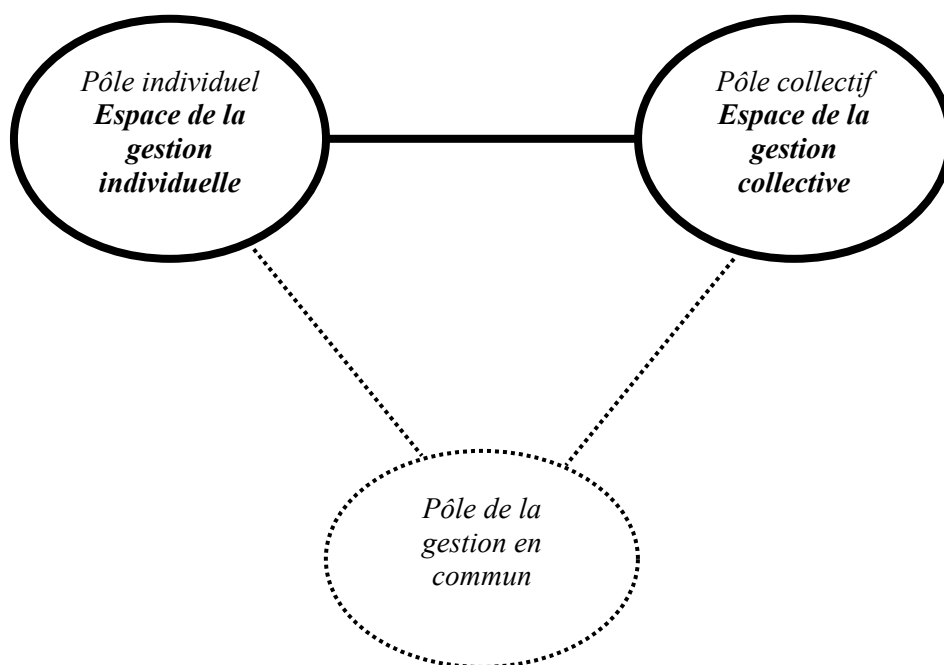 Pôle individuel
Espace de la
gestion
individuelle
Pôle collectif
Espace de la
gestion
collective
Pôle de la
gestion en
commun